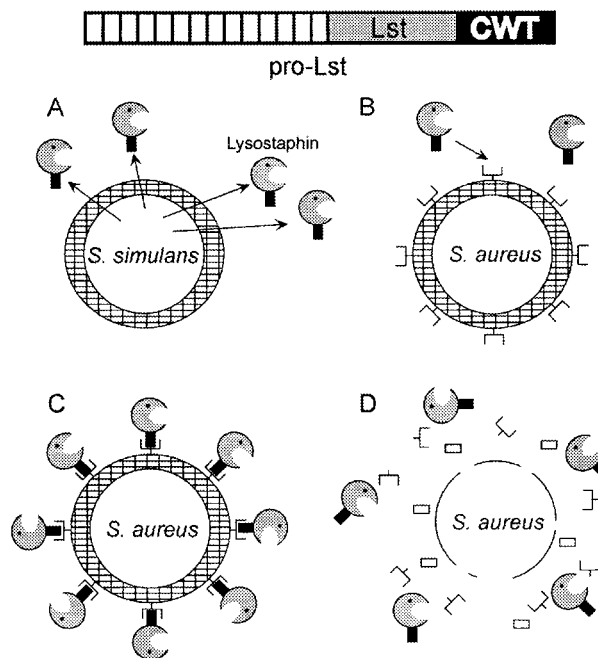 Lst CWT
pro-Lst
A
Lysostaphin
S. simulans
B
S. aureus
C
S. aureus
D
S. aureus